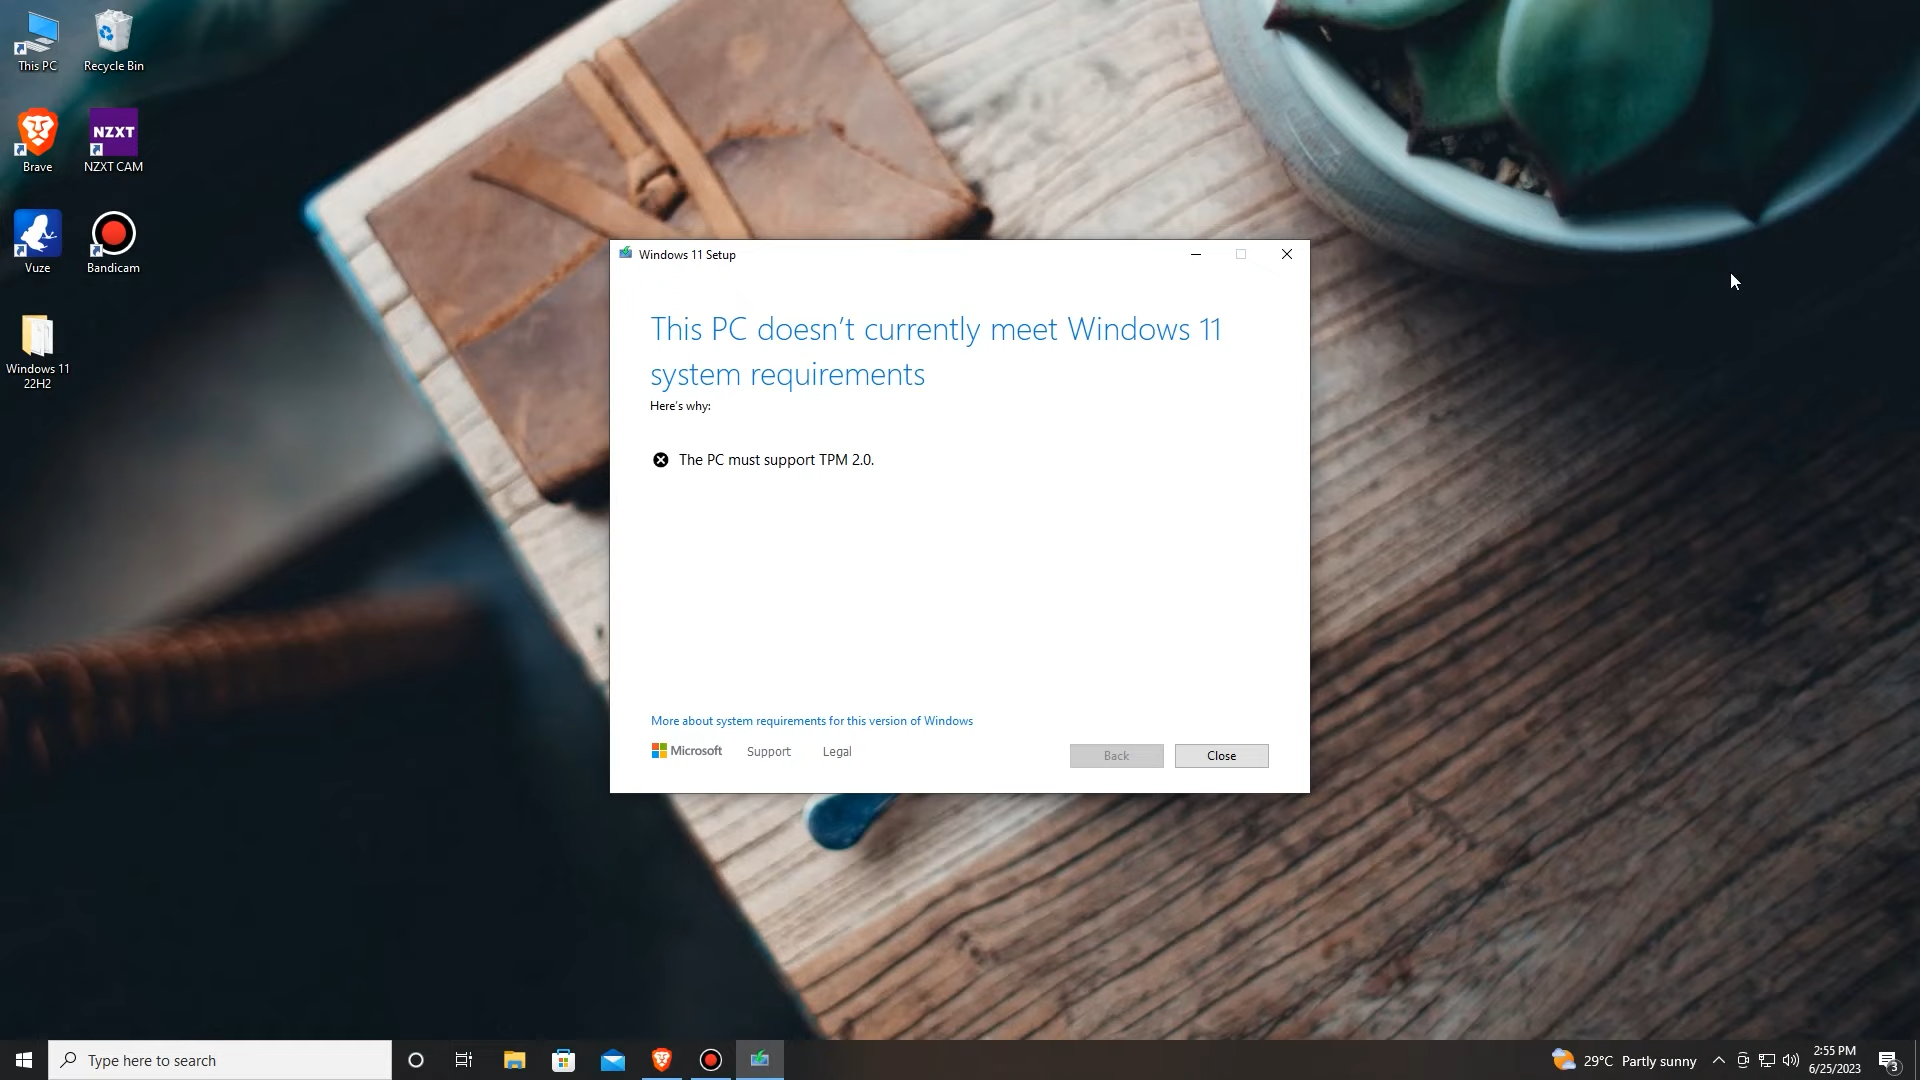 This PC
Recycle Bin
Brave
NZXT
NZXT CAM
Vuze
Bandicam
Windows 11
22H2
Windows 11 Setup
This PC doesn’t currently meet Windows 11
system requirements
Here’s why:
The PC must support TPM 2.0.
More about system requirements for this version of Windows
Microsoft
Support
Legal
Back
Close
Type here to search
29°C Partly sunny
2:55 PM
6/25/2023
3